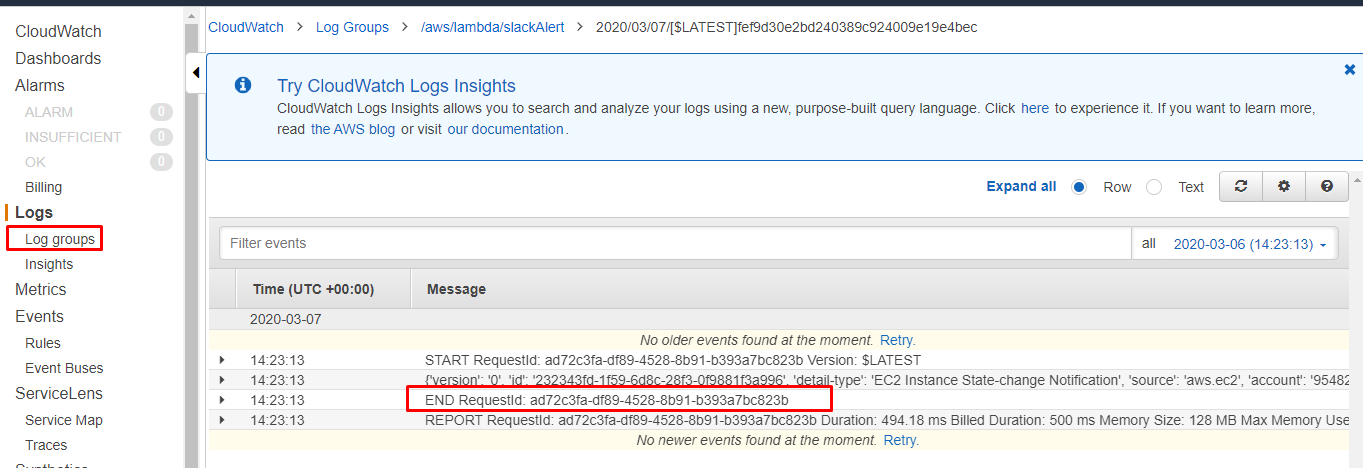 CloudWatch
Dashboards
Alarms
ALARM 0
INSUFFICIENT 0
OK 0
Billing
Logs
Log groups
Insights
Metrics
Events
Rules
Event Buses
ServiceLens
Service Map
Traces
Synthetics
CloudWatch > Log Groups > /aws/lambda/slackAlert > 2020/03/07/[$LATEST]fef9d30e2bd240389c924009e19e4bec
Try CloudWatch Logs Insights
CloudWatch Logs Insights allows you to search and analyze your logs using a new, purpose-built query language. Click here to experience it. If you want to learn more,
read the AWS blog or visit our documentation.
Expand all Row Text
Filter events all 2020-03-06 (14:23:13)
Time (UTC +00:00) Message
2020-03-07
No older events found at the moment. Retry.
14:23:13 START RequestId: ad72c3fa-df89-4528-8b91-b393a7bc823b Version: $LATEST
14:23:13 {'version': '0', 'id': '232343fd-1f59-6d8c-28f3-0f9881f3a996', 'detail-type': 'EC2 Instance State-change Notification', 'source': 'aws.ec2', 'account': '95482
14:23:13 END RequestId: ad72c3fa-df89-4528-8b91-b393a7bc823b
14:23:13 REPORT RequestId: ad72c3fa-df89-4528-8b91-b393a7bc823b Duration: 494.18 ms Billed Duration: 500 ms Memory Size: 128 MB Max Memory Use
No newer events found at the moment. Retry.